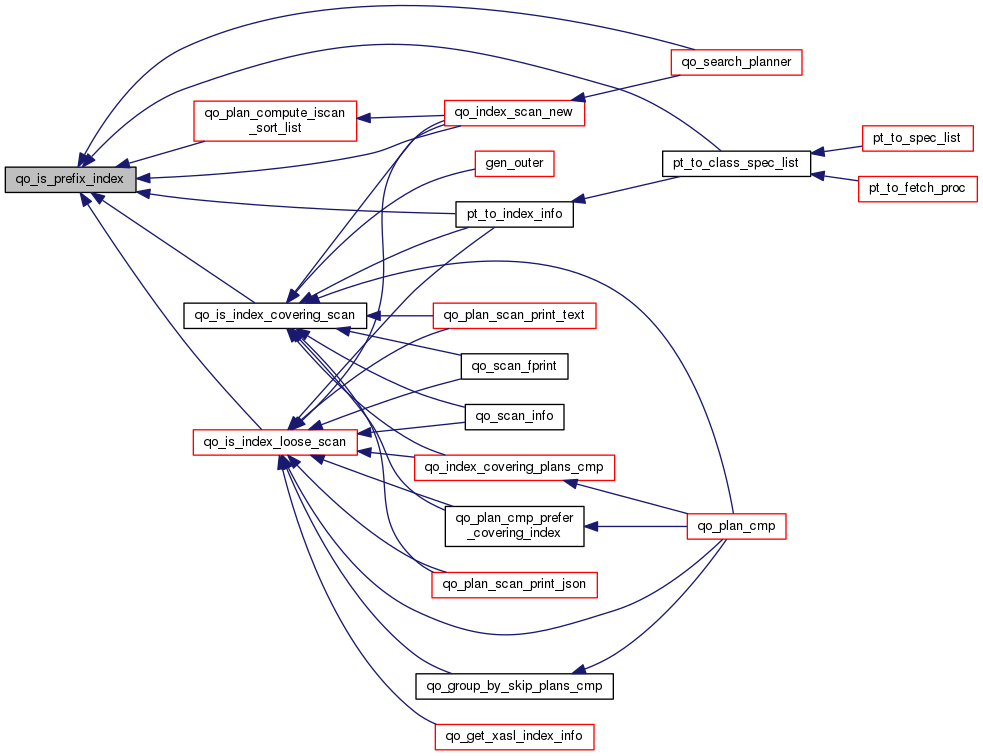 qo_is_prefix_index
qo_plan_compute_iscan
_sort_list
qo_is_index_covering_scan
qo_is_index_loose_scan
qo_index_scan_new
gen_outer
pt_to_index_info
qo_plan_scan_print_text
qo_scan_fprint
qo_scan_info
qo_index_covering_plans_cmp
qo_plan_cmp_prefer
_covering_index
qo_plan_scan_print_json
qo_group_by_skip_plans_cmp
qo_get_xasl_index_info
qo_search_planner
pt_to_class_spec_list
qo_plan_cmp
pt_to_spec_list
pt_to_fetch_proc